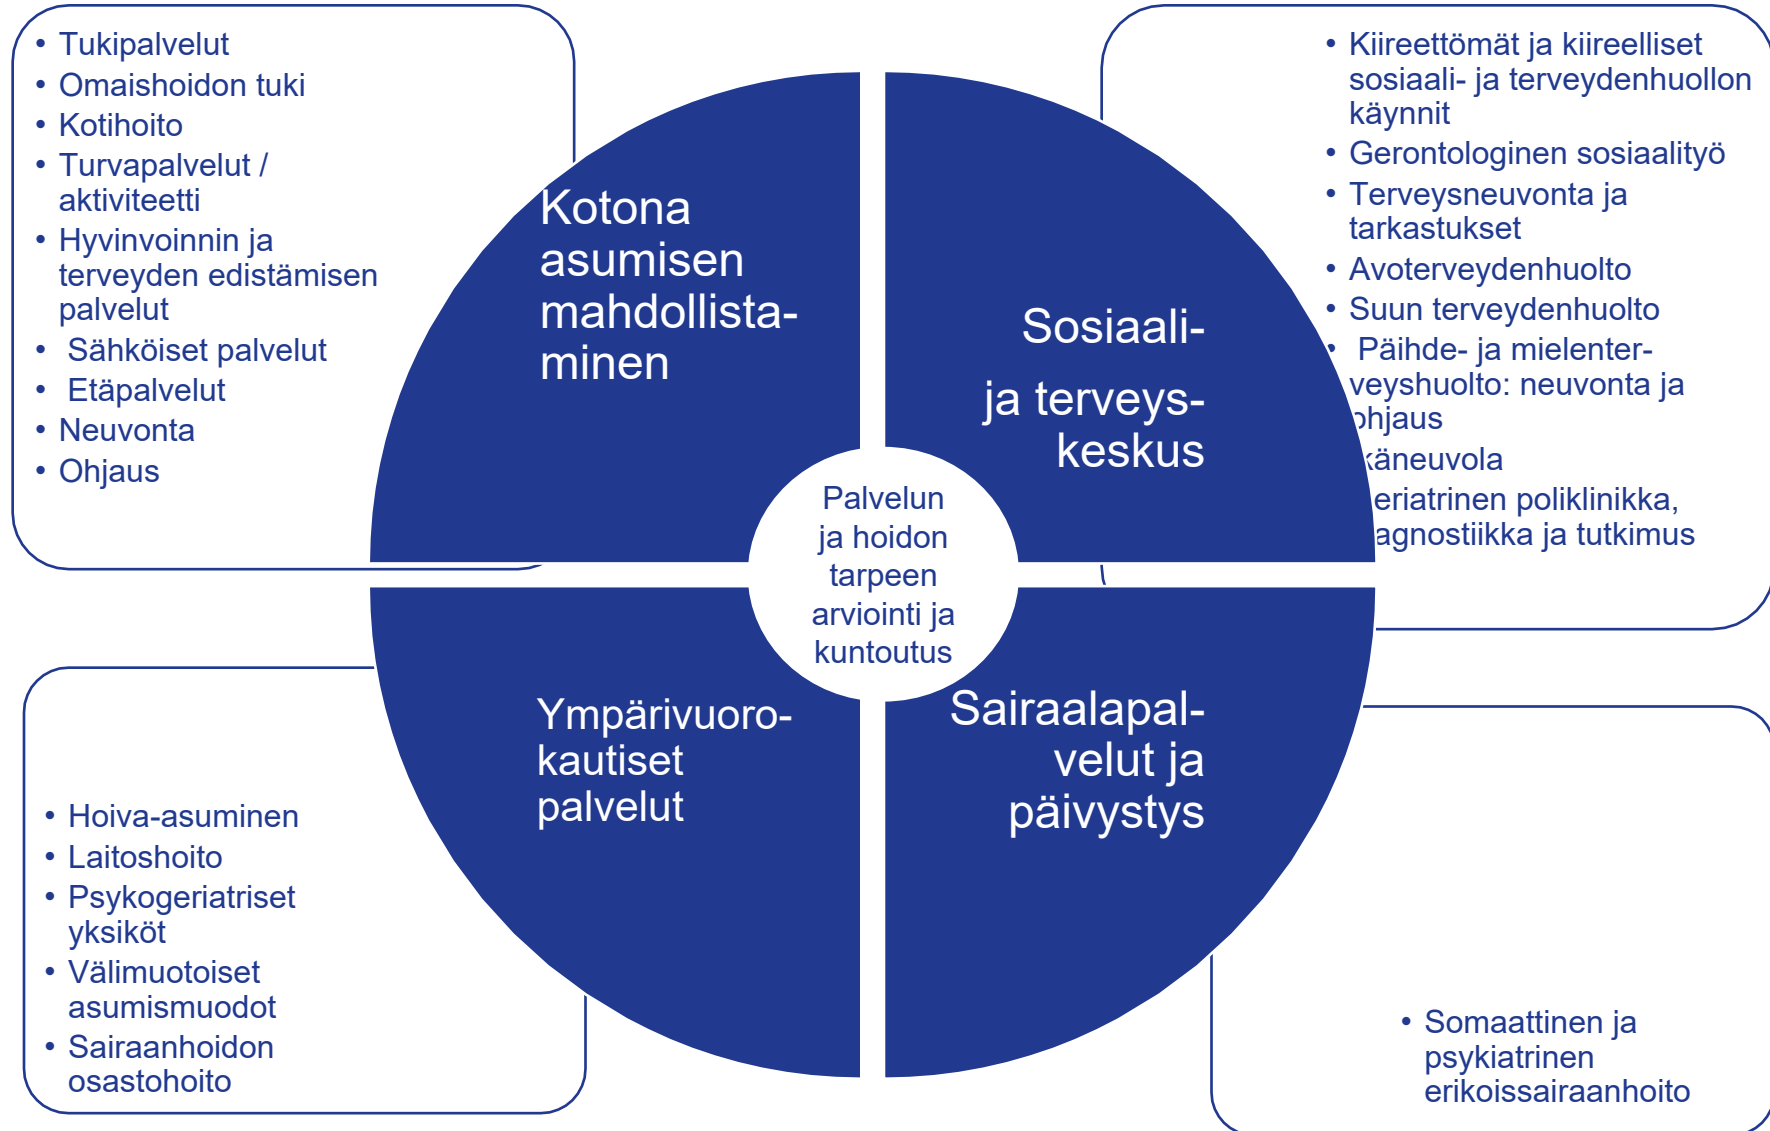 • Tukipalvelut
• Omaishoidon tuki
• Kotihoito
• Turvapalvelut /
aktiviteetti
• Hyvinvoinnin ja
terveyden edistämisen
palvelut
• Sähköiset palvelut
• Etäpalvelut
• Neuvonta
• Ohjaus
Kotona
asumisen
mahdollista-
minen
Sosiaali-
ja terveys-
keskus
• Kiireettömät ja kiireelliset
sosiaali- ja terveydenhuollon
käynnit
• Gerontologinen sosiaalityö
• Terveysneuvonta ja
tarkastukset
• Avoterveydenhuolto
• Suun terveydenhuolto
• Päihde- ja mielenter-
veyshuolto: neuvonta ja
ohjaus
poliklinikka,
ja tutkimus
Palvelun
ja hoidon
tarpeen
arviointi ja
kuntoutus
Ympärivuoro-
kautiset
palvelut
Sairaalapal-
velut ja
päivystys
• Hoiva-asuminen
• Laitoshoito
• Psykogeriatriset
yksiköt
• Välimuotoiset
asumismuodot
• Sairaanhoidon
osastohoito
• Somaattinen ja
psykiatrinen
erikoissairaanhoito